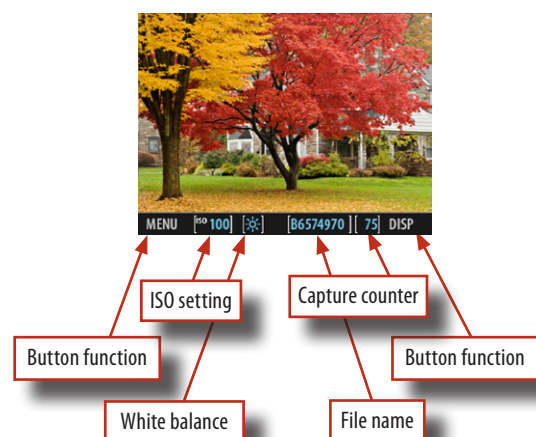 MENU [ISO 100] [☼] [B6574970 ] [ 75] DISP
ISO setting
Capture counter
Button function
Button function
White balance
File name